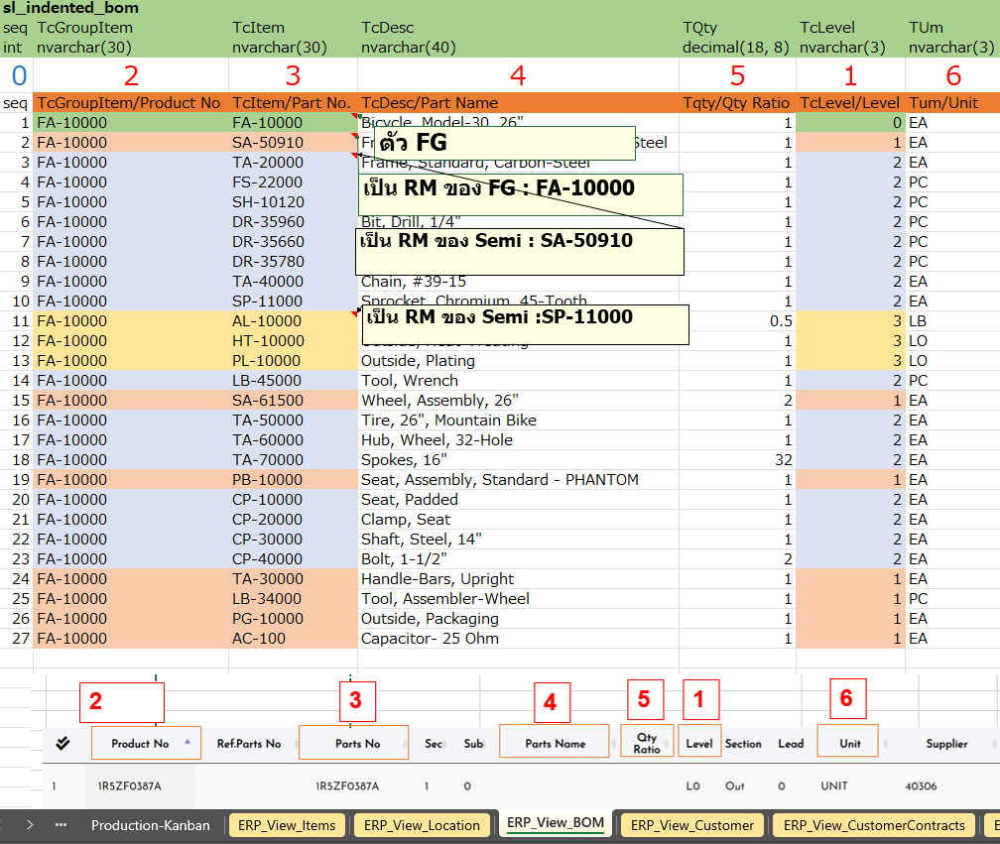 sl_indented_bom
seq TcGroupItem TcItem TcDesc TQty TcLevel TUm
int nvarchar(30) nvarchar(30) nvarchar(40) decimal(18, 8) nvarchar(3) nvarchar(3)
0 2 3 4 5 1 6
seq TcGroupItem/Product No TcItem/Part No. TcDesc/Part Name Tqty/Qty Ratio TcLevel/Level Tum/Unit
1 FA-10000 FA-10000 Bicycle, Model-30, 26" 1 0 EA
ตัว FG
2 FA-10000 SA-50910 Steel 1 1 EA
3 FA-10000 TA-20000 Frame, Standard, Carbon-Steel 1 2 EA
4 FA-10000 FS-22000 1 2 PC
เป็น RM ของ FG : FA-10000
5 FA-10000 SH-10120 1 2 PC
6 FA-10000 DR-35960 Bit, Drill, 1/4" 1 2 PC
7 FA-10000 DR-35660 1 2 PC
เป็น RM ของ Semi : SA-50910
8 FA-10000 DR-35780 1 2 PC
9 FA-10000 TA-40000 Chain, #39-15 1 2 EA
10 FA-10000 SP-11000 Sprocket, Chromium, 45-Tooth 1 2 EA
11 FA-10000 AL-10000 0.5 3 LB
เป็น RM ของ Semi :SP-11000
12 FA-10000 HT-10000 Outside, Heat-Treating 1 3 LO
13 FA-10000 PL-10000 Outside, Plating 1 3 LO
14 FA-10000 LB-45000 Tool, Wrench 1 2 PC
15 FA-10000 SA-61500 Wheel, Assembly, 26" 2 1 EA
16 FA-10000 TA-50000 Tire, 26", Mountain Bike 1 2 EA
17 FA-10000 TA-60000 Hub, Wheel, 32-Hole 1 2 EA
18 FA-10000 TA-70000 Spokes, 16" 32 2 EA
19 FA-10000 PB-10000 Seat, Assembly, Standard - PHANTOM 1 1 EA
20 FA-10000 CP-10000 Seat, Padded 1 2 EA
21 FA-10000 CP-20000 Clamp, Seat 1 2 EA
22 FA-10000 CP-30000 Shaft, Steel, 14" 1 2 EA
23 FA-10000 CP-40000 Bolt, 1-1/2" 2 2 EA
24 FA-10000 TA-30000 Handle-Bars, Upright 1 1 EA
25 FA-10000 LB-34000 Tool, Assembler-Wheel 1 1 PC
26 FA-10000 PG-10000 Outside, Packaging 1 1 EA
27 FA-10000 AC-100 Capacitor- 25 Ohm 1 1 EA
2 3 4 5 1 6
Product No Ref.Parts No Parts No Sec Sub Parts Name Qty Ratio Level Section Lead Unit Supplier
1 1R5ZF0387A 1R5ZF0387A 1 0 L0 Out 0 UNIT 40306
Production-Kanban ERP_View_Items ERP_View_Location ERP_View_BOM ERP_View_Customer ERP_View_CustomerContracts E